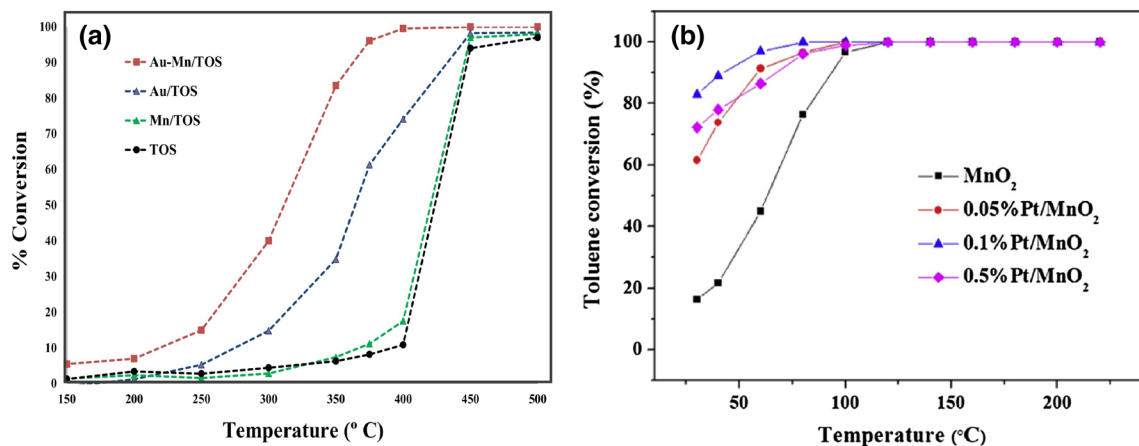 (a)
% Conversion
100
90
80
70
60
50
40
30
20
10
0
Au-Mn/TOS
Au/TOS
Mn/TOS
TOS
150 200 250 300 350 400 450 500
Temperature (° C)
(b)
Toluene conversion (%)
100
80
60
40
20
0
MnO₂
0.05%Pt/MnO₂
0.1%Pt/MnO₂
0.5%Pt/MnO₂
50 100 150 200
Temperature (°C)